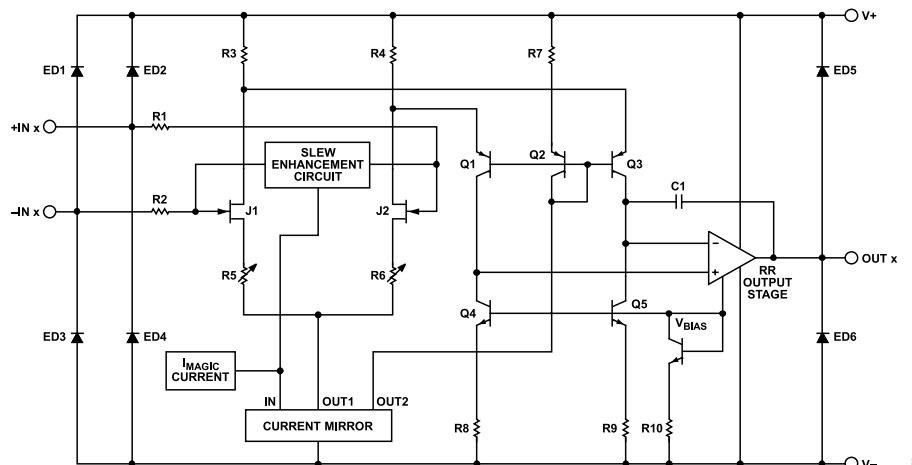 V+
R3
R4
R7
ED1
ED2
ED5
R1
+IN x
SLEW
ENHANCEMENT
CIRCUIT
Q1
Q2
Q3
C1
R2
–IN x
J1
J2
–
+
OUT x
RR
OUTPUT
STAGE
R5
R6
Q4
Q5
VBIAS
ED3
ED4
ED6
IMAGIC
CURRENT
IN
OUT1
OUT2
CURRENT MIRROR
R8
R9
R10
V–